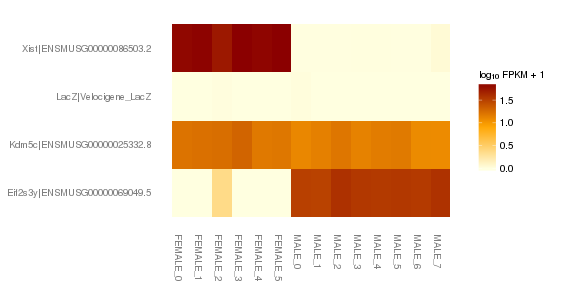 Xist|ENSMUSG00000086503.2
LacZ|Velocigene_LacZ
Kdm5c|ENSMUSG00000025332.8
Eif2s3y|ENSMUSG00000069049.5
FEMALE_0
FEMALE_1
FEMALE_2
FEMALE_3
FEMALE_4
FEMALE_5
MALE_0
MALE_1
MALE_2
MALE_3
MALE_4
MALE_5
MALE_6
MALE_7
log₁₀ FPKM + 1
1.5
1.0
0.5
0.0